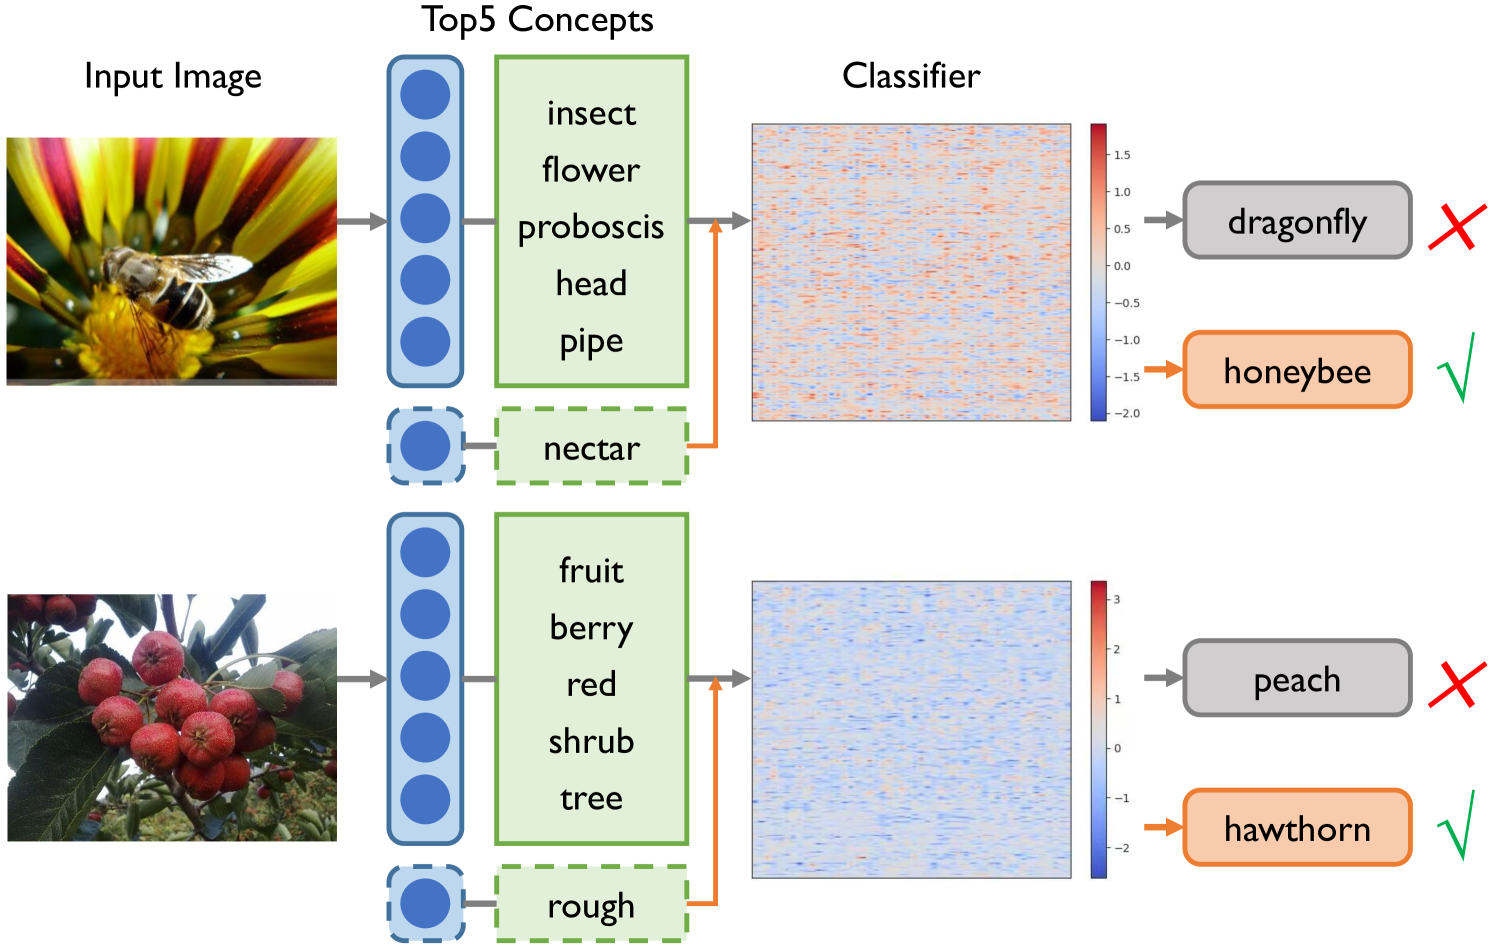 Top5 Concepts
Input Image
Classifier
insect
flower
proboscis
head
pipe
nectar
1.5
1.0
0.5
0.0
−0.5
−1.0
−1.5
−2.0
dragonfly
honeybee
fruit
berry
red
shrub
tree
rough
3
2
1
0
−1
−2
peach
hawthorn